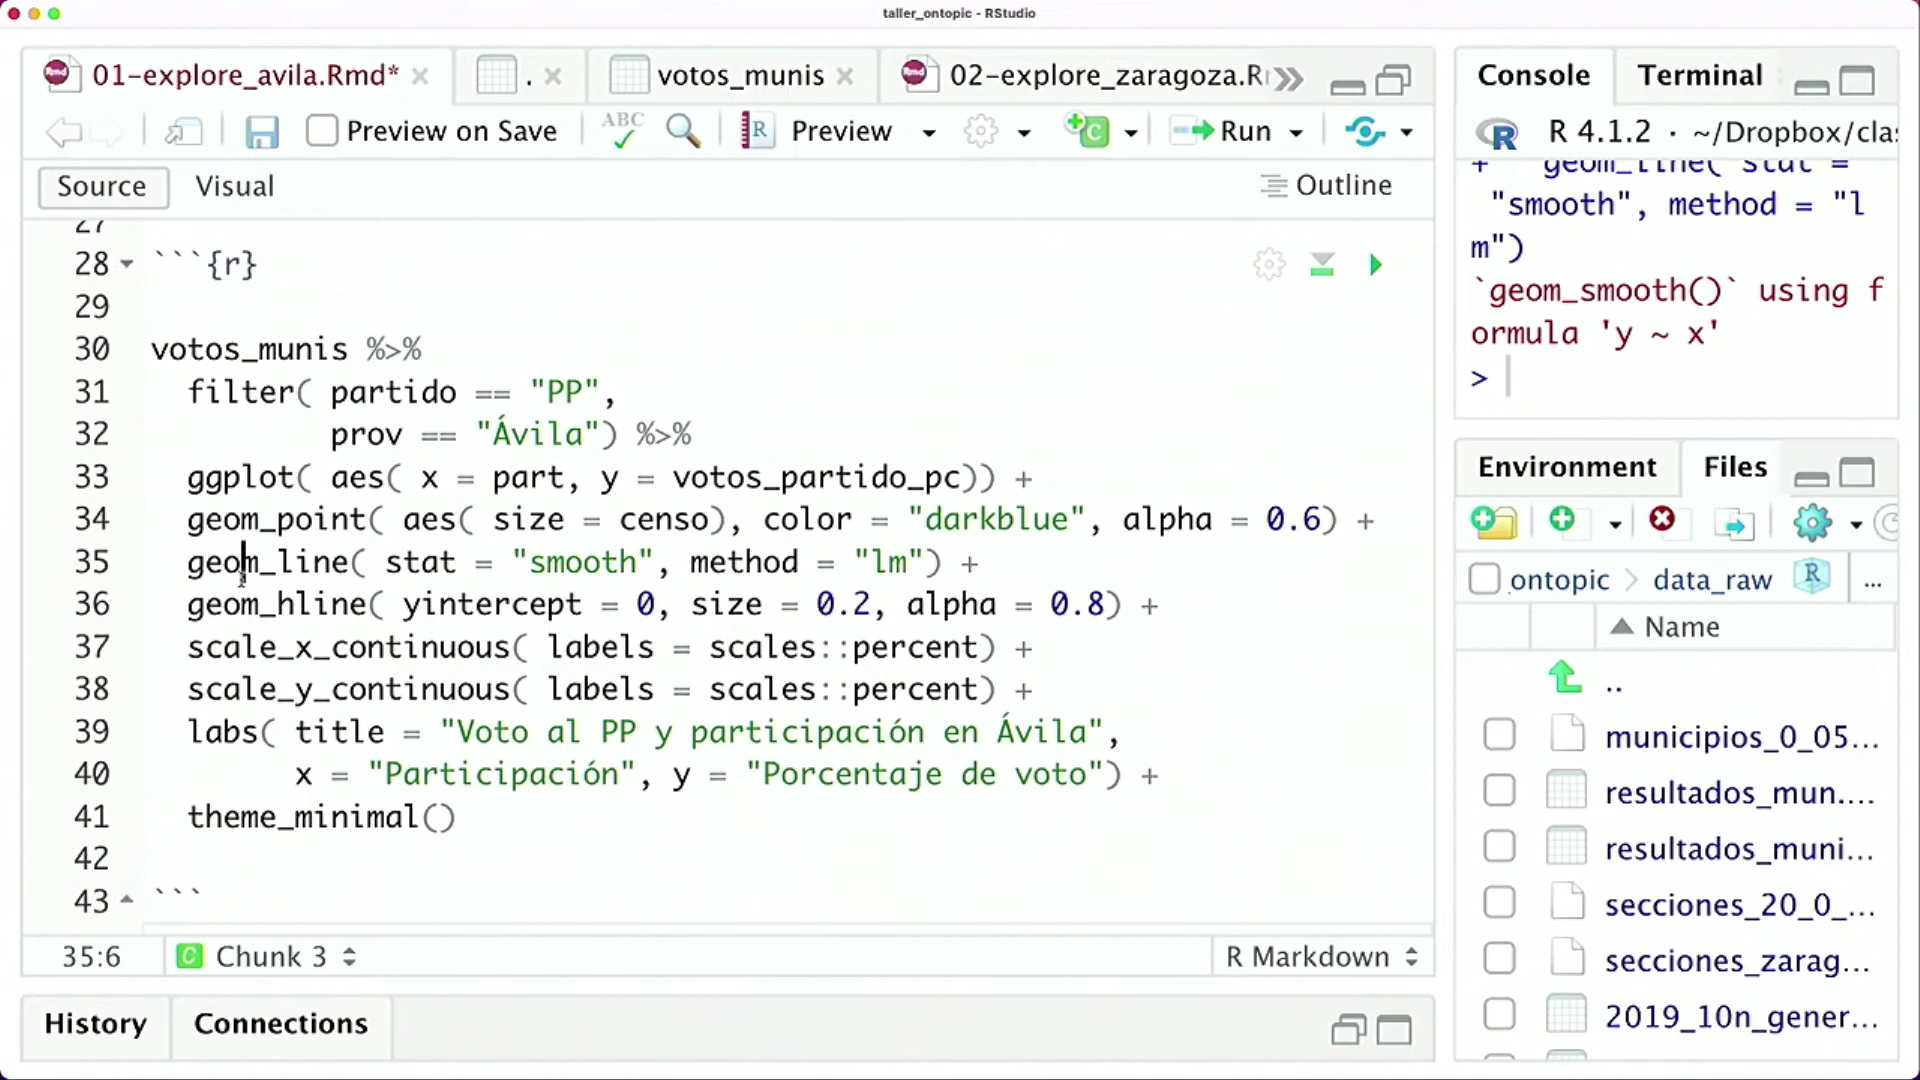 taller_ontopic - RStudio
01-explore_avila.Rmd*
.
votos_munis
02-explore_zaragoza.R
Preview on Save
ABC
Preview
Run
Source
Visual
Outline
27
28 ```{r}
29
30 votos_munis %>%
31 filter( partido == "PP",
32 prov == "Ávila") %>%
33 ggplot( aes( x = part, y = votos_partido_pc)) +
34 geom_point( aes( size = censo), color = "darkblue", alpha = 0.6) +
35 geom_line( stat = "smooth", method = "lm") +
36 geom_hline( yintercept = 0, size = 0.2, alpha = 0.8) +
37 scale_x_continuous( labels = scales::percent) +
38 scale_y_continuous( labels = scales::percent) +
39 labs( title = "Voto al PP y participación en Ávila",
40 x = "Participación", y = "Porcentaje de voto") +
41 theme_minimal()
42
43 ```
35:6
Chunk 3
R Markdown
History
Connections
Console
Terminal
R 4.1.2 · ~/Dropbox/cla
+ geom_line( stat =
"smooth", method = "l
m")
`geom_smooth()` using f
ormula 'y ~ x'
>
Environment
Files
ontopic
data_raw
R
...
Name
..
municipios_0_05...
resultados_mun....
resultados_muni...
secciones_20_0_...
secciones_zarag...
2019_10n_gener...